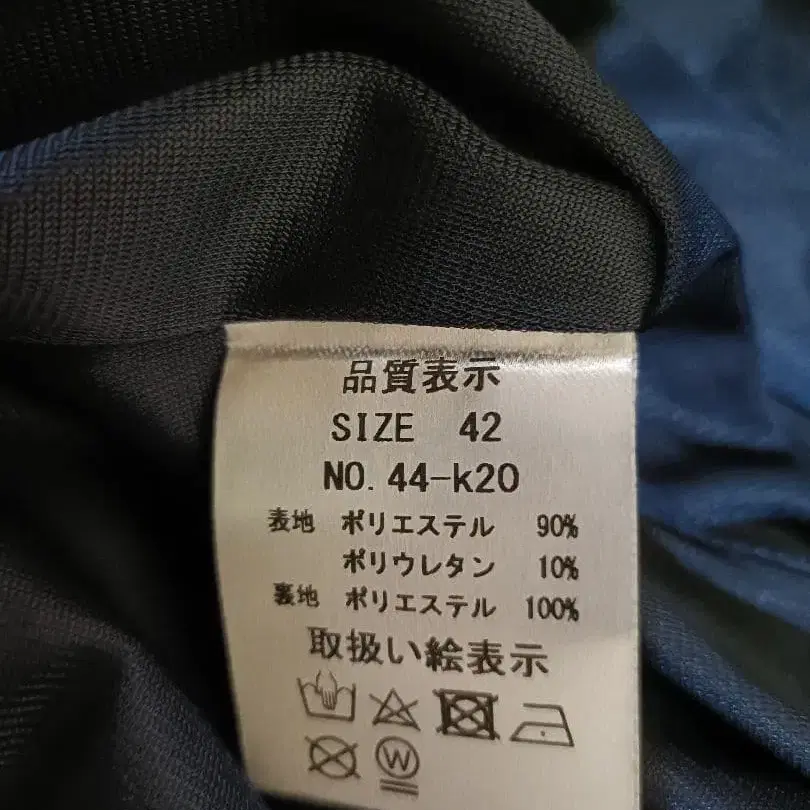 品質表示
SIZE 42
NO.44-k20
表地 ポリエステル 90%
ポリウレタン 10%
裏地 ポリエステル 100%
取扱い絵表示
W